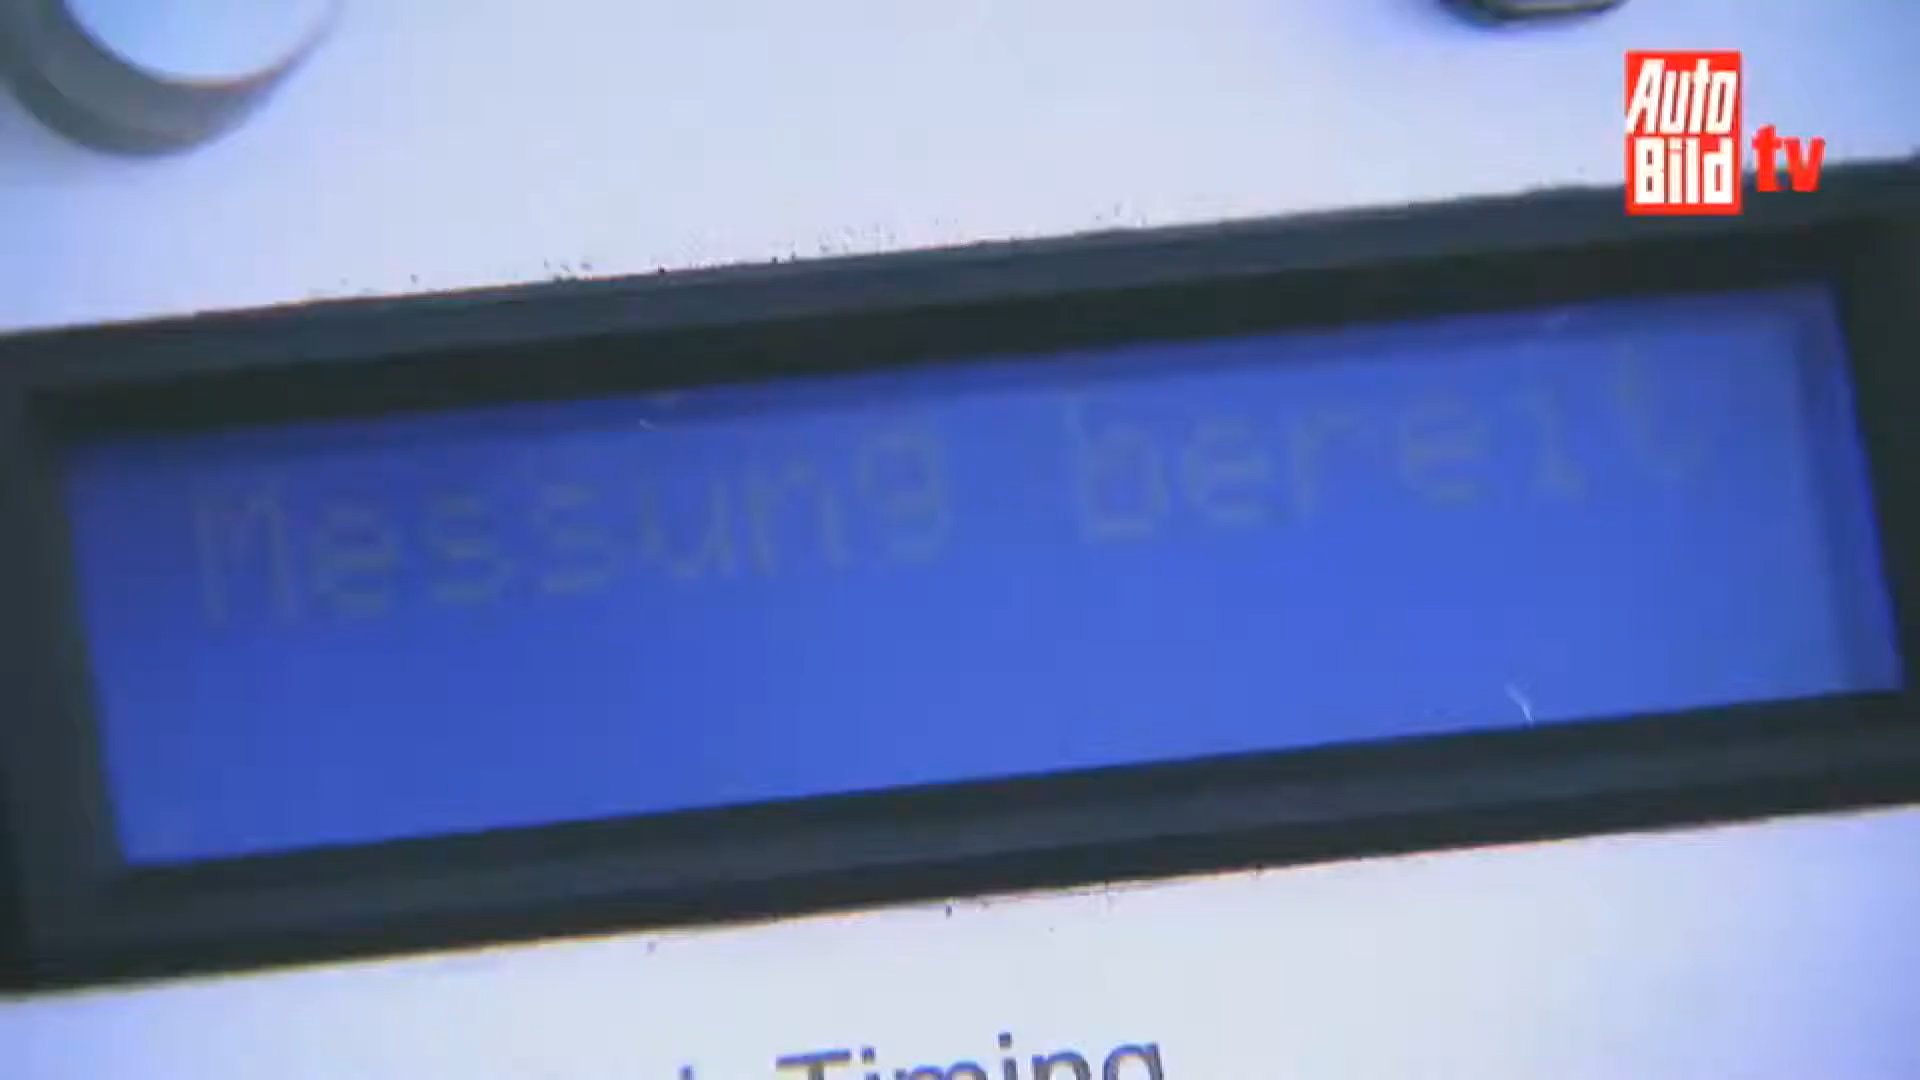 Auto
Bild tv
Messung bereit
Timing